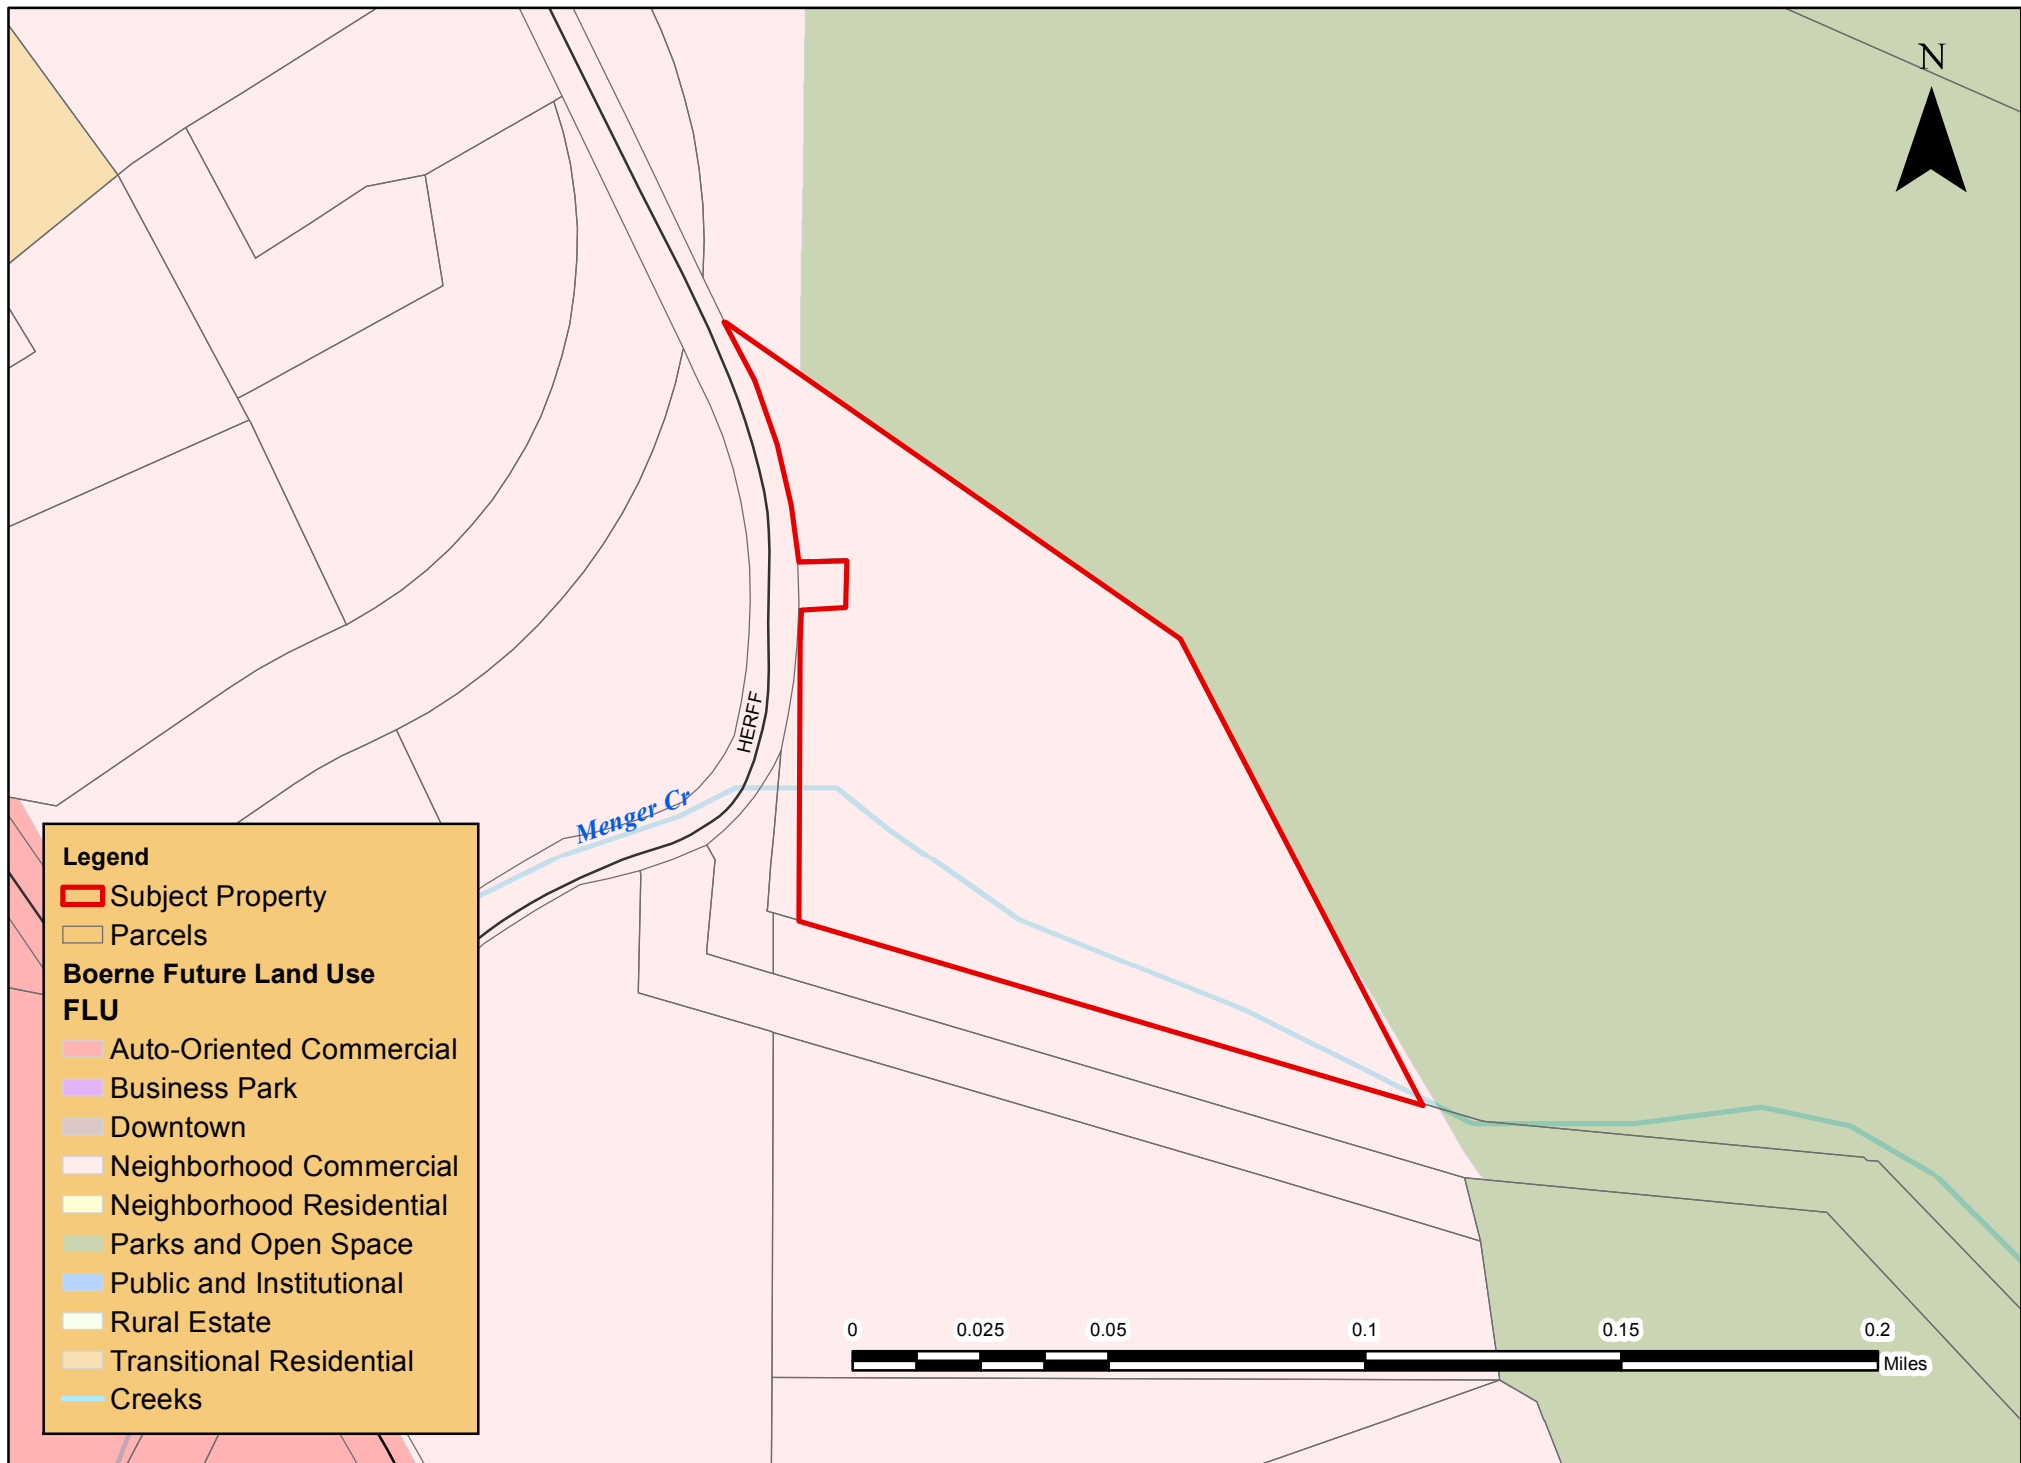 N
HERFF
Menger Cr
Legend
Subject Property
Parcels
Boerne Future Land Use
FLU
Auto-Oriented Commercial
Business Park
Downtown
Neighborhood Commercial
Neighborhood Residential
Parks and Open Space
Public and Institutional
Rural Estate
Transitional Residential
Creeks
0 0.025 0.05 0.1 0.15 0.2
Miles